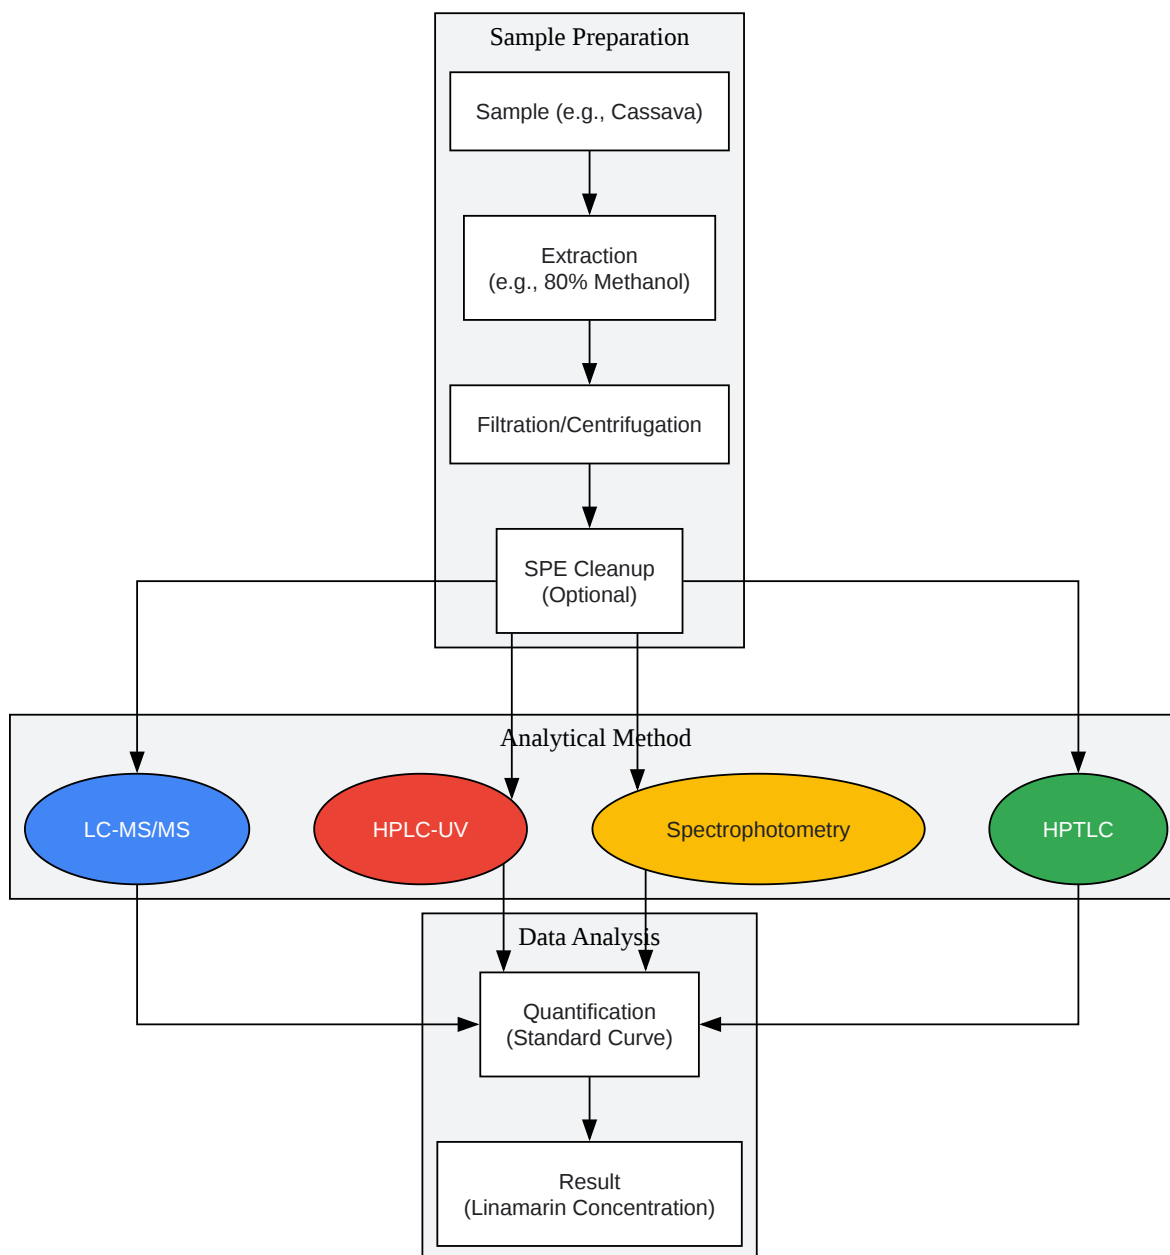 Sample Preparation
Sample (e.g., Cassava)
Extraction
(e.g., 80% Methanol)
Filtration/Centrifugation
SPE Cleanup
(Optional)
Analytical Method
LC-MS/MS
HPLC-UV
Spectrophotometry
HPTLC
Data Analysis
Quantification
(Standard Curve)
Result
(Linamarin Concentration)